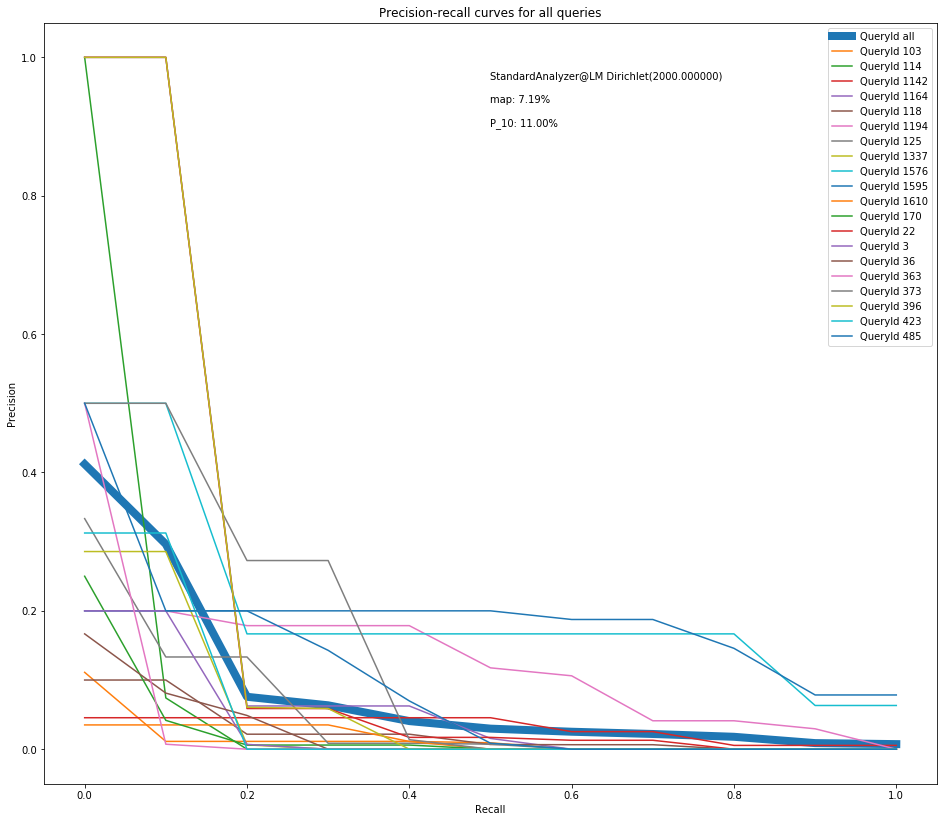 Precision-recall curves for all queries
StandardAnalyzer@LM Dirichlet(2000.000000)
map: 7.19%
P_10: 11.00%
QueryId all
QueryId 103
QueryId 114
QueryId 1142
QueryId 1164
QueryId 118
QueryId 1194
QueryId 125
QueryId 1337
QueryId 1576
QueryId 1595
QueryId 1610
QueryId 170
QueryId 22
QueryId 3
QueryId 36
QueryId 363
QueryId 373
QueryId 396
QueryId 423
QueryId 485
Precision
1.0
0.8
0.6
0.4
0.2
0.0
0.0 0.2 0.4 0.6 0.8 1.0
Recall